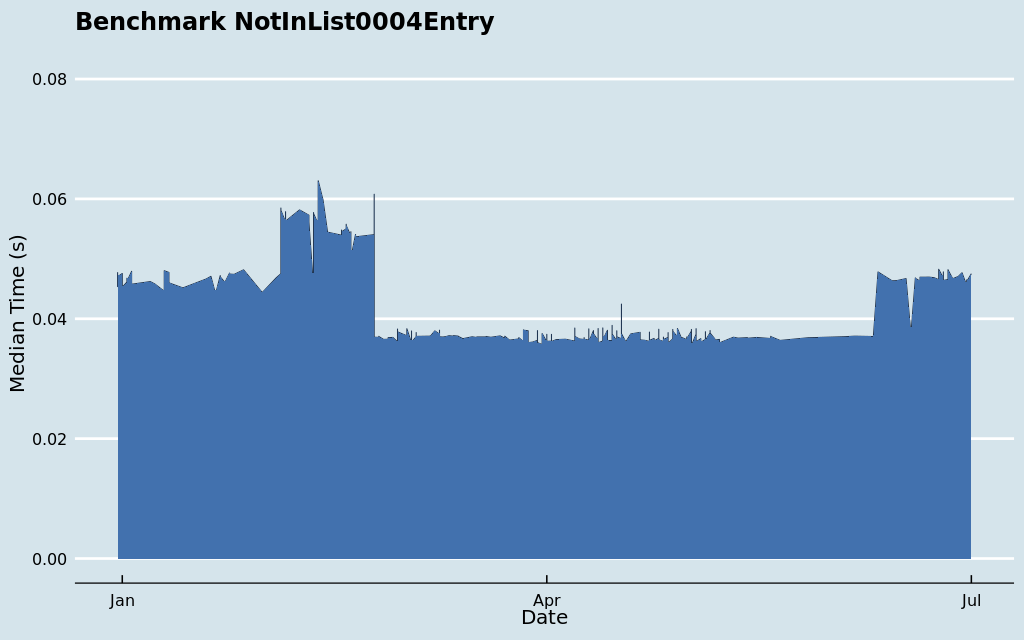 Benchmark NotInList0004Entry
Median Time (s)
0.08
0.06
0.04
0.02
0.00
Jan
Apr
Jul
Date